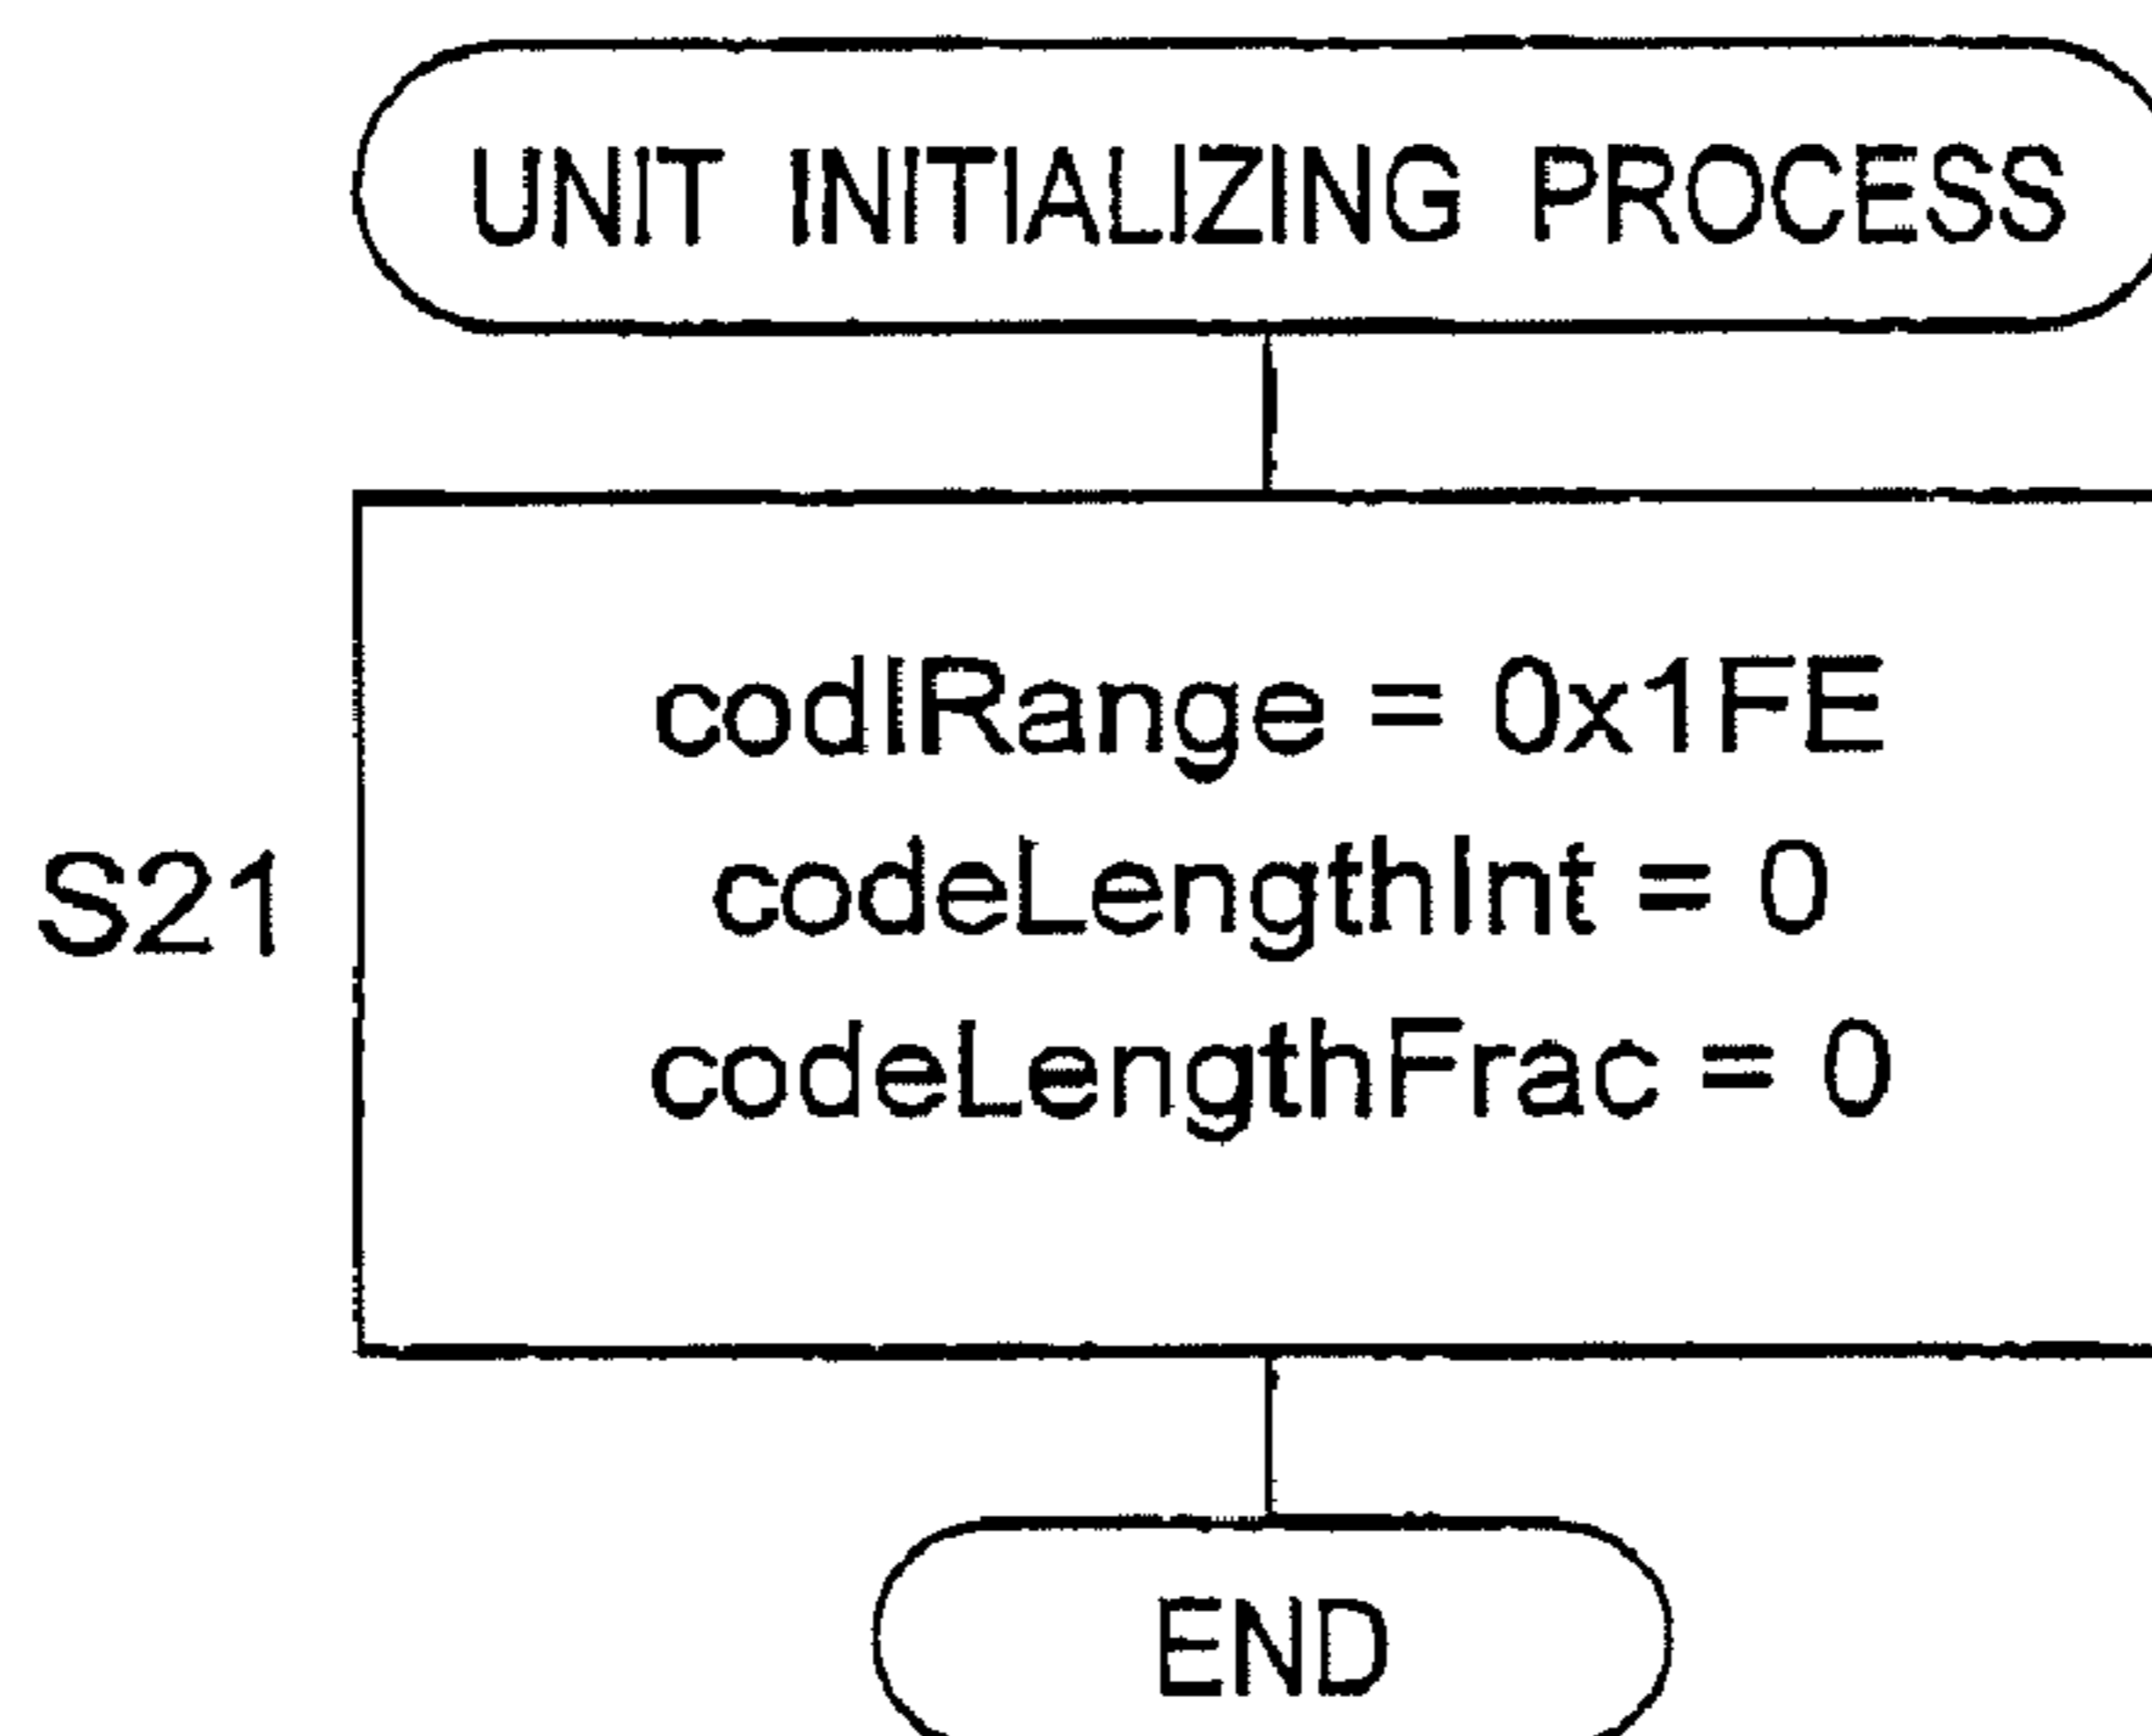 UNIT INITIALIZING PROCESS
codIRange = 0x1FE
S21
codeLengthInt = 0
codeLengthFrac = 0
END